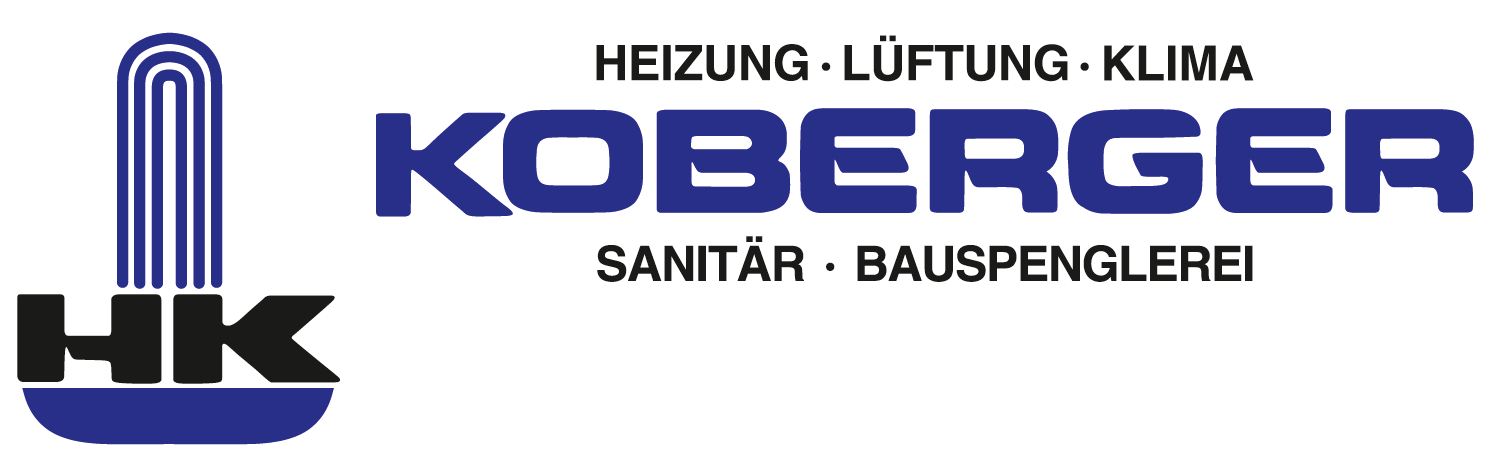 HEIZUNG · LÜFTUNG · KLIMA
KOBERGER
SANITÄR · BAUSPENGLEREI
HK